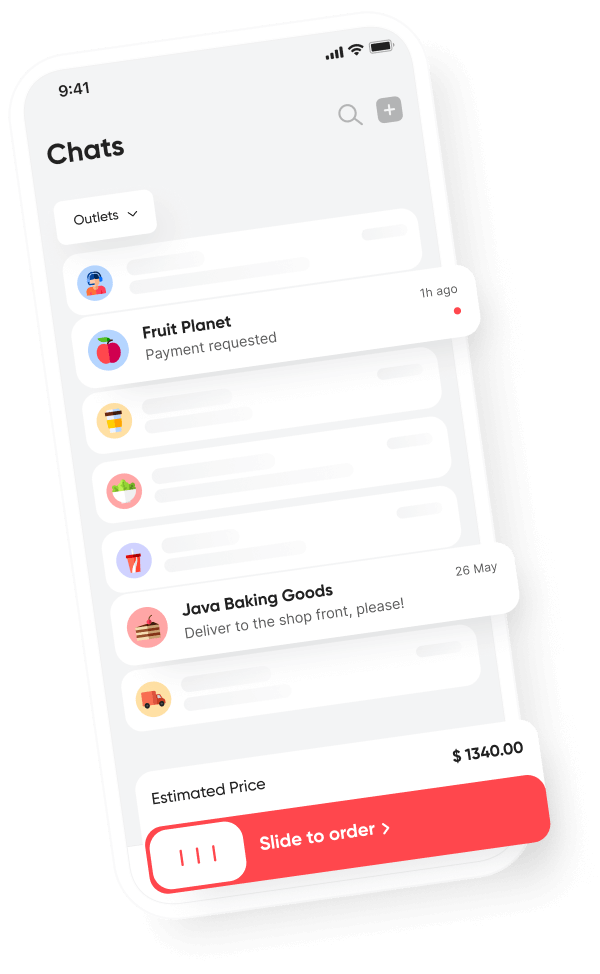 9:41
Chats
Outlets
Fruit Planet
1h ago
Payment requested
Java Baking Goods
26 May
Deliver to the shop front, please!
Estimated Price
$ 1340.00
Slide to order